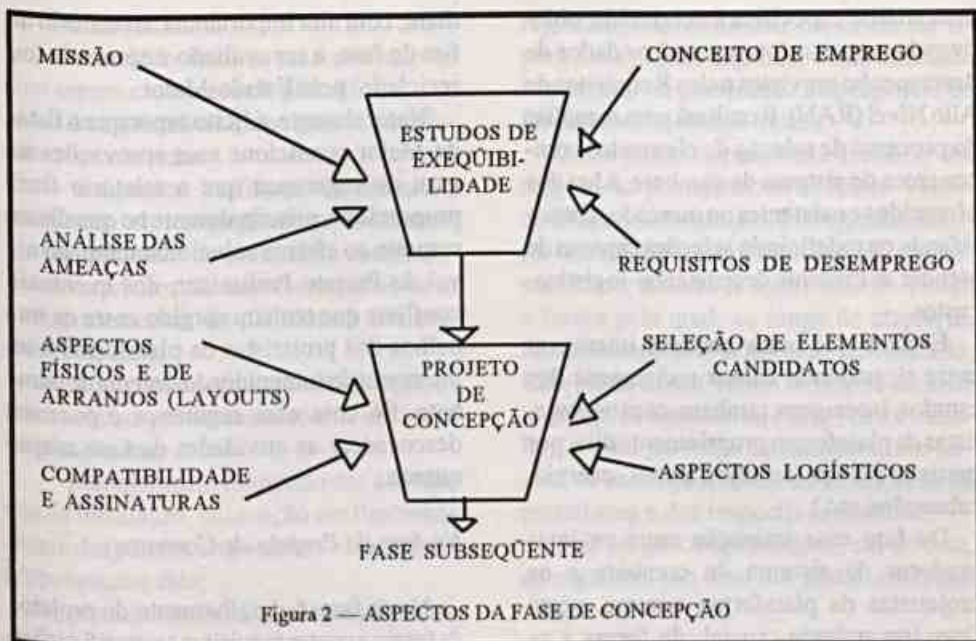 MISSÃO
CONCEITO DE EMPREGO
ESTUDOS DE
EXEQÜIBI-
LIDADE
ANÁLISE DAS
AMEAÇAS
REQUISITOS DE DESEMPREGO
ASPECTOS
FÍSICOS E DE
ARRANJOS (LAYOUTS)
PROJETO
DE
CONCEPÇÃO
SELEÇÃO DE ELEMENTOS
CANDIDATOS
COMPATIBILIDADE
E ASSINATURAS
ASPECTOS LOGÍSTICOS
FASE SUBSEQÜENTE
Figura 2 — ASPECTOS DA FASE DE CONCEPÇÃO